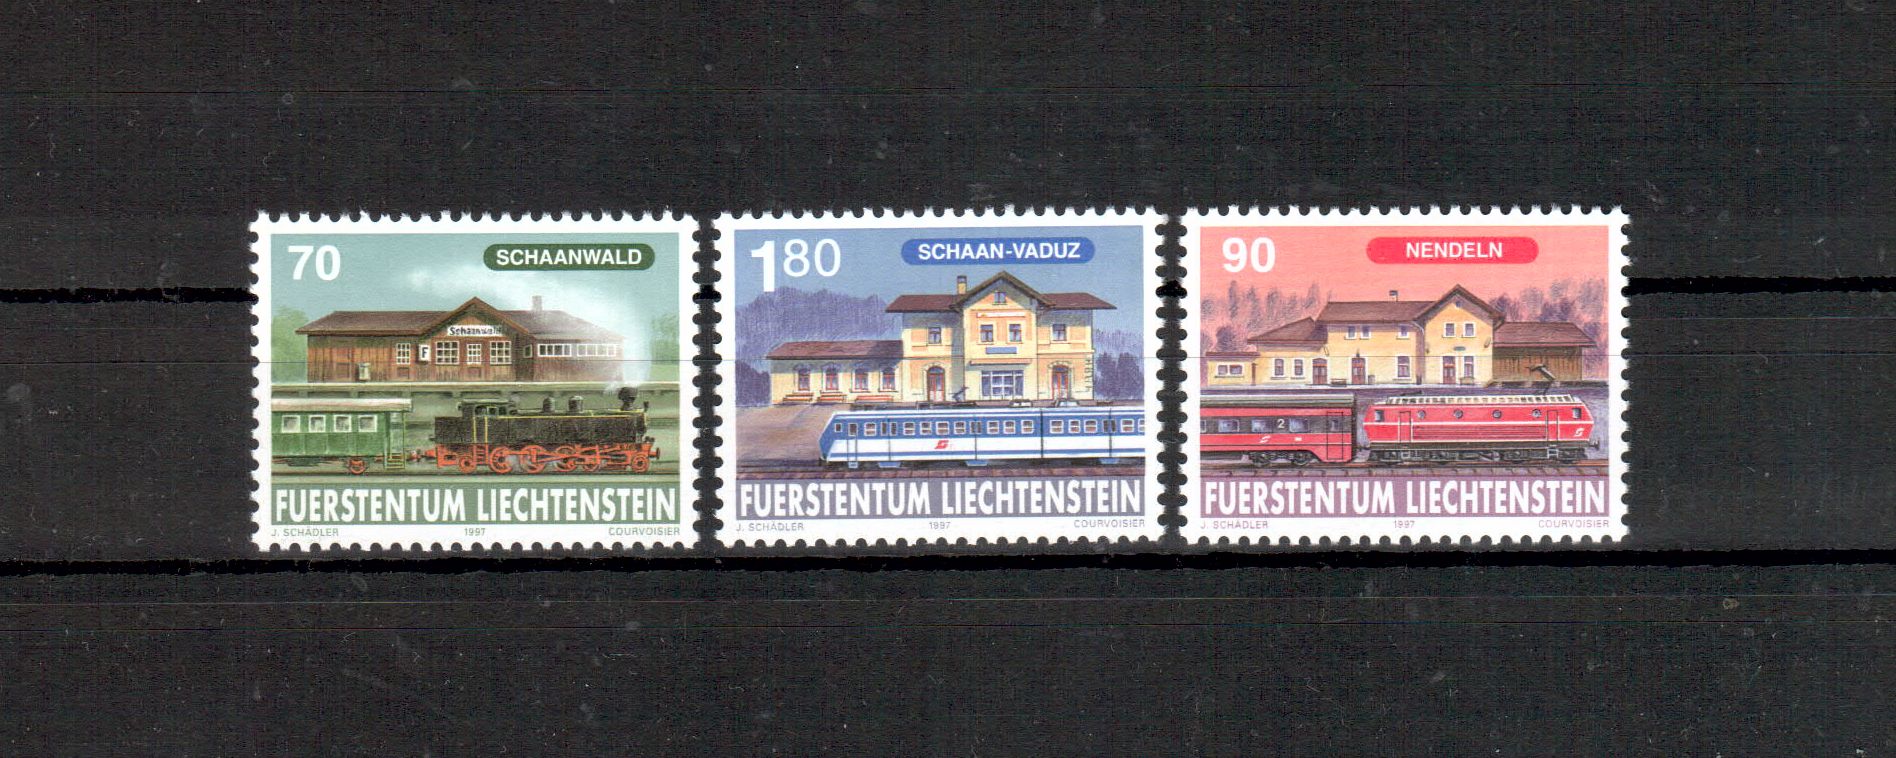 70
SCHAANWALD
Schaanwald
F
FUERSTENTUM LIECHTENSTEIN
J. SCHÄDLER 1997 COURVOISIER
1.80
SCHAAN-VADUZ
FUERSTENTUM LIECHTENSTEIN
J. SCHÄDLER 1997 COURVOISIER
90
NENDELN
2
FUERSTENTUM LIECHTENSTEIN
J. SCHÄDLER 1997 COURVOISIER